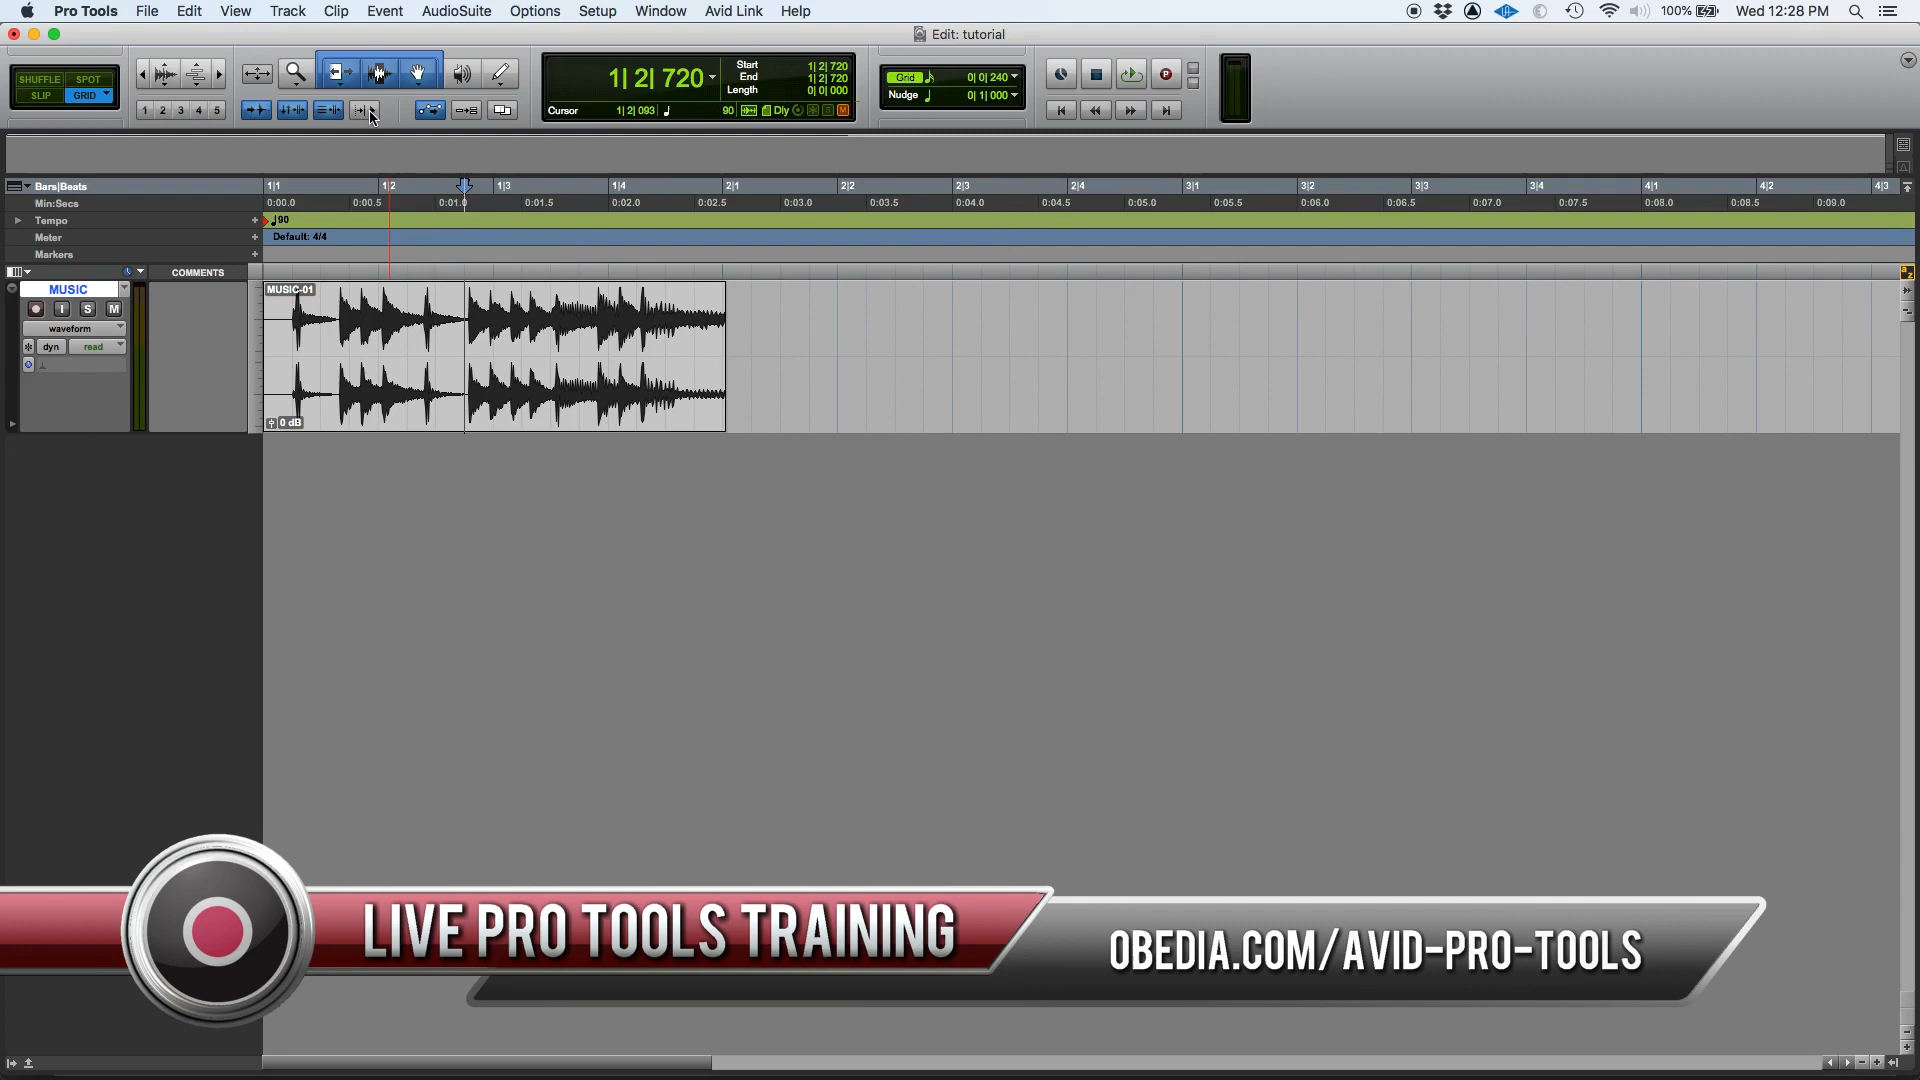 Pro Tools File Edit View Track Clip Event AudioSuite Options Setup Window Avid Link Help 100% Wed 12:28 PM
Edit: tutorial
SHUFFLE SPOT
SLIP GRID
1 2 3 4 5
1| 2| 720
Start 1| 2| 720
End 1| 2| 720
Length 0| 0| 000
Cursor 1| 2| 093 90 Dly
Grid 0| 0| 240
Nudge 0| 1| 000
Bars|Beats 1|1 1|2 1|3 1|4 2|1 2|2 2|3 2|4 3|1 3|2 3|3 3|4 4|1 4|2 4|3
Min:Secs 0:00.0 0:00.5 0:01.0 0:01.5 0:02.0 0:02.5 0:03.0 0:03.5 0:04.0 0:04.5 0:05.0 0:05.5 0:06.0 0:06.5 0:07.0 0:07.5 0:08.0 0:08.5 0:09.0
Tempo 90
Meter Default: 4/4
Markers
COMMENTS
MUSIC
MUSIC-01
I S M
waveform
dyn read
0 dB
LIVE PRO TOOLS TRAINING
OBEDIA.COM/AVID-PRO-TOOLS